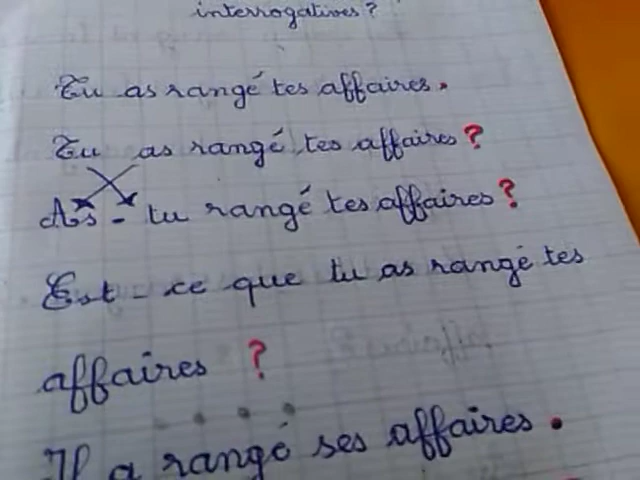 interrogatives ?
Tu as rangé tes affaires.
Tu as rangé tes affaires ?
As-tu rangé tes affaires ?
Est-ce que tu as rangé tes
affaires ?
Il a rangé ses affaires.